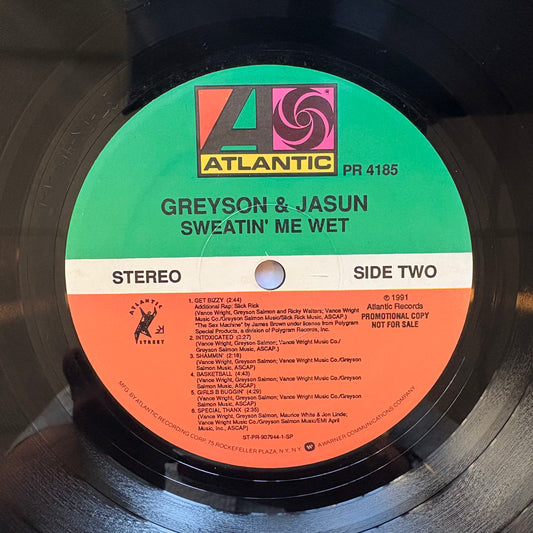 ATLANTIC
PR 4185
GREYSON & JASUN
SWEATIN' ME WET
STEREO
SIDE TWO
ATLANTIC
STREET
1. GET BIZZY (2:44)
Additional Rap: Slick Rick
(Vance Wright, Greyson Salmon and Ricky Walters; Vance Wright
Music Co./Greyson Salmon Music/Slick Rick Music, ASCAP.)
"The Sex Machine" by James Brown under license from Polygram
Special Products, a division of Polygram Records, Inc.
2. INTOXICATED (3:27)
(Vance Wright, Greyson Salmon; Vance Wright Music Co./
Greyson Salmon Music, ASCAP.)
3. SHAMMIN' (2:16)
(Vance Wright, Greyson Salmon; Vance Wright Music Co./Greyson
Salmon Music, ASCAP.)
4. BASKETBALL (4:43)
(Vance Wright, Greyson Salmon; Vance Wright Music Co./Greyson
Salmon Music, ASCAP.)
5. GIRLS B BUGGIN' (4:29)
(Vance Wright, Greyson Salmon; Vance Wright Music Co./Greyson
Salmon Music, ASCAP.)
6. SPECIAL THANX (2:35)
(Vance Wright, Greyson Salmon, Maurice White & Jon Linde;
Vance Wright Music Co./Greyson Salmon Music/EMI April
Music, Inc., ASCAP.)
℗ 1991
Atlantic Records
PROMOTIONAL COPY
NOT FOR SALE
ST-PR-907944-1-SP
MFG. BY ATLANTIC RECORDING CORP., 75 ROCKEFELLER PLAZA, N.Y., N.Y. A WARNER COMMUNICATIONS COMPANY